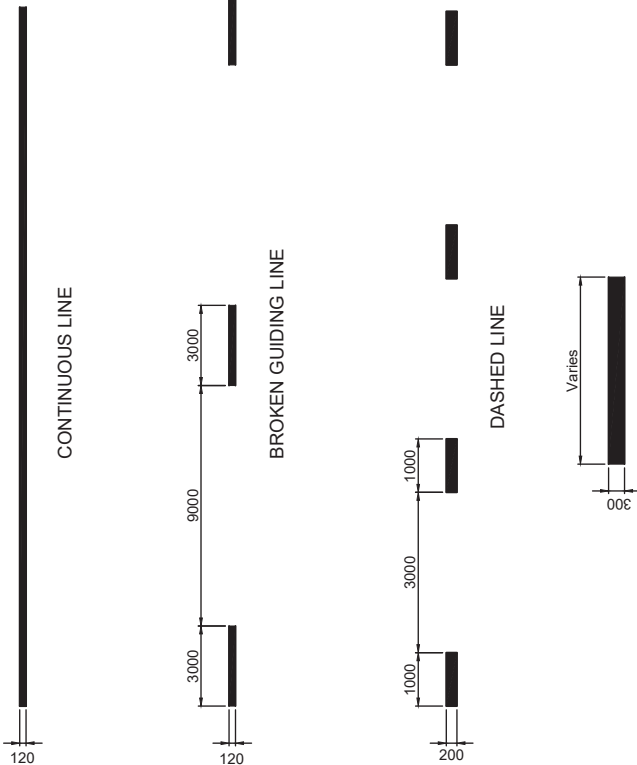 CONTINUOUS LINE
120
3000
9000
3000
BROKEN GUIDING LINE
120
1000
3000
1000
DASHED LINE
200
Varies
300